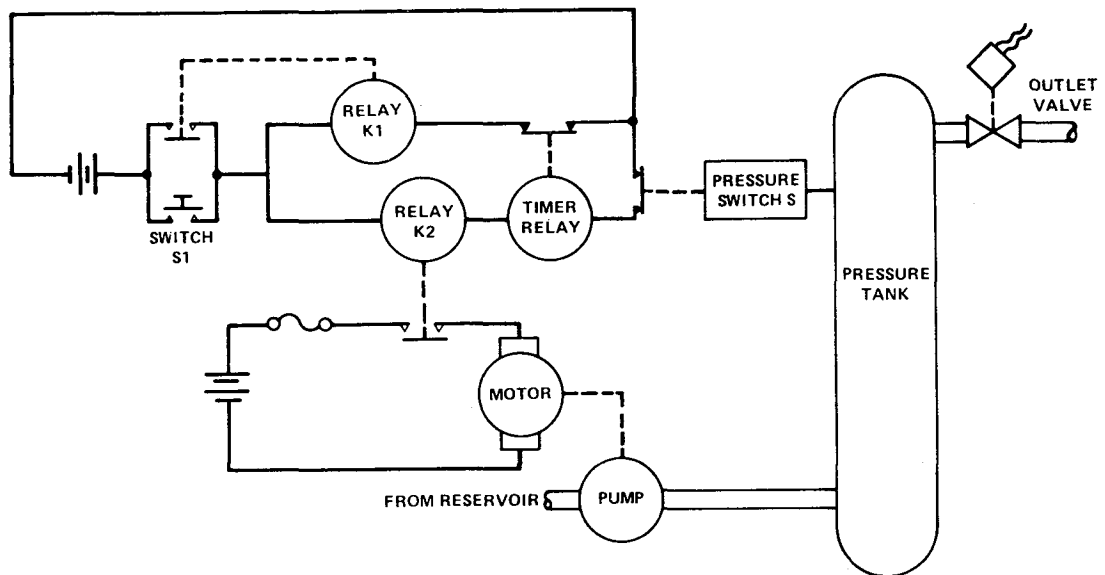 OUTLET
VALVE
RELAY
K1
PRESSURE
SWITCH S
SWITCH
S1
RELAY
K2
TIMER
RELAY
PRESSURE
TANK
MOTOR
FROM RESERVOIR
PUMP